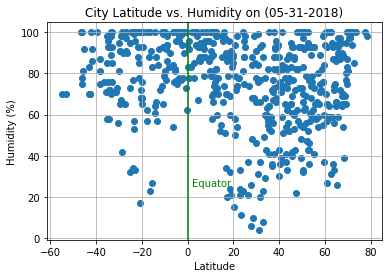 City Latitude vs. Humidity on (05-31-2018)
100
80
60
40
20
0
Humidity (%)
Equator
−60 −40 −20 0 20 40 60 80
Latitude